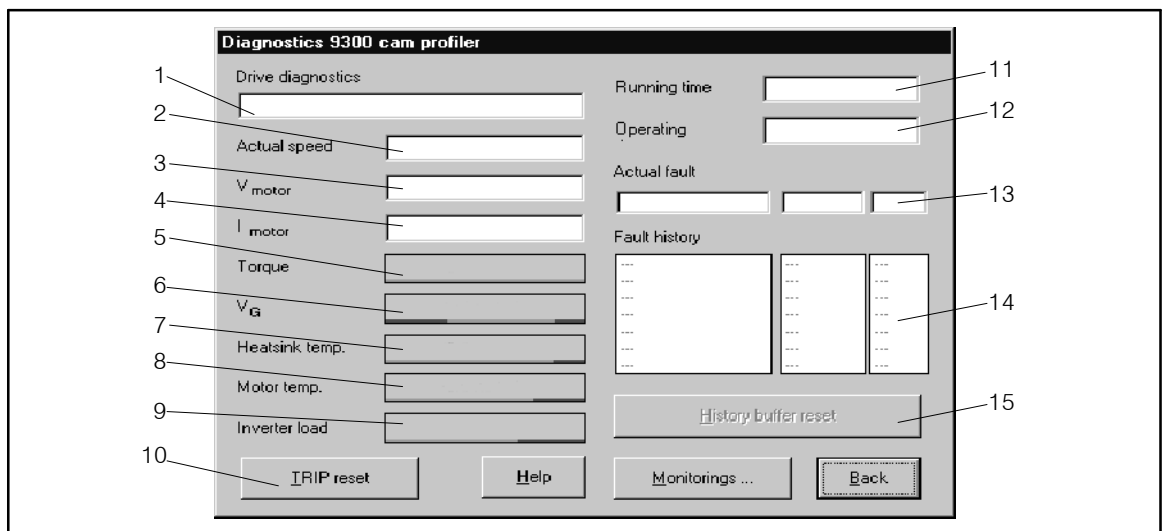 Diagnostics 9300 cam profiler
1 Drive diagnostics
2 Actual speed
3 V motor
4 I motor
5 Torque
6 VG
7 Heatsink temp.
8 Motor temp.
9 Inverter load
10 TRIP reset
Help
Running time 11
Operating 12
Actual fault
13
Fault history
--- --- ---
--- --- ---
--- --- ---
--- --- ---
--- --- ---
--- --- ---
--- --- ---
14
History buffer reset 15
Monitorings ...
Back